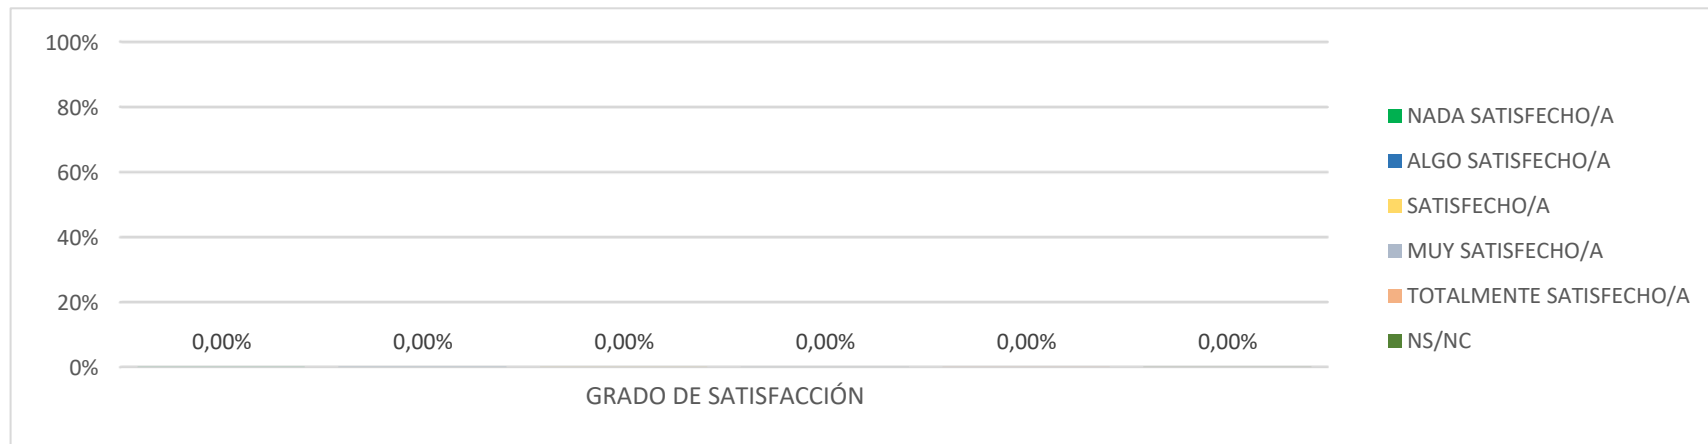 100%
80%
60%
40%
20%
0%
0,00% 0,00% 0,00% 0,00% 0,00% 0,00%
GRADO DE SATISFACCIÓN
NADA SATISFECHO/A
ALGO SATISFECHO/A
SATISFECHO/A
MUY SATISFECHO/A
TOTALMENTE SATISFECHO/A
NS/NC